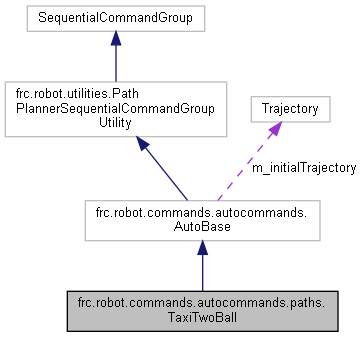 SequentialCommandGroup
frc.robot.utilities.Path
PlannerSequentialCommandGroup
Utility
Trajectory
m_initialTrajectory
frc.robot.commands.autocommands.
AutoBase
frc.robot.commands.autocommands.paths.
TaxiTwoBall